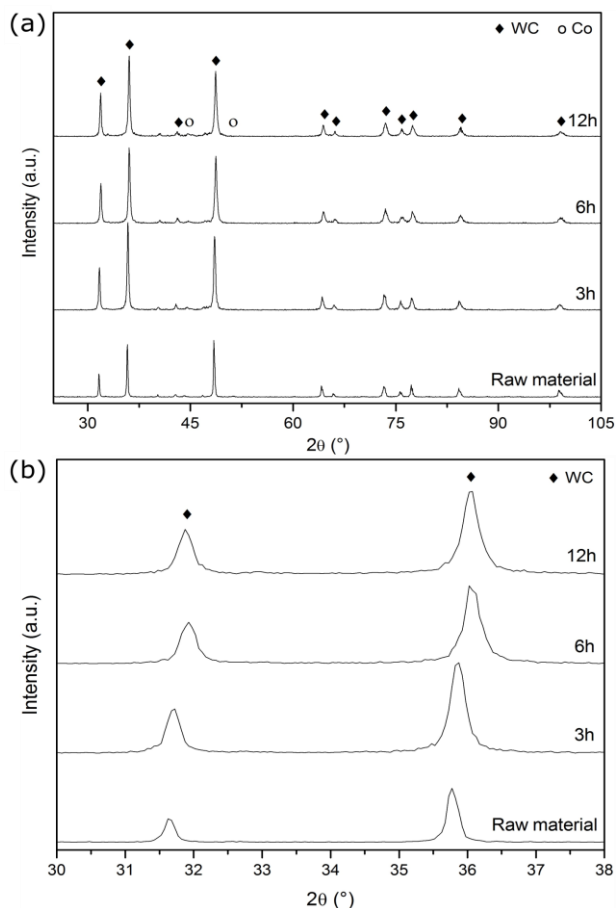 (a)
◆ WC o Co
12h
6h
3h
Raw material
Intensity (a.u.)
30 45 60 75 90 105
2θ (°)
(b)
◆ WC
12h
6h
3h
Raw material
Intensity (a.u.)
30 31 32 33 34 35 36 37 38
2θ (°)